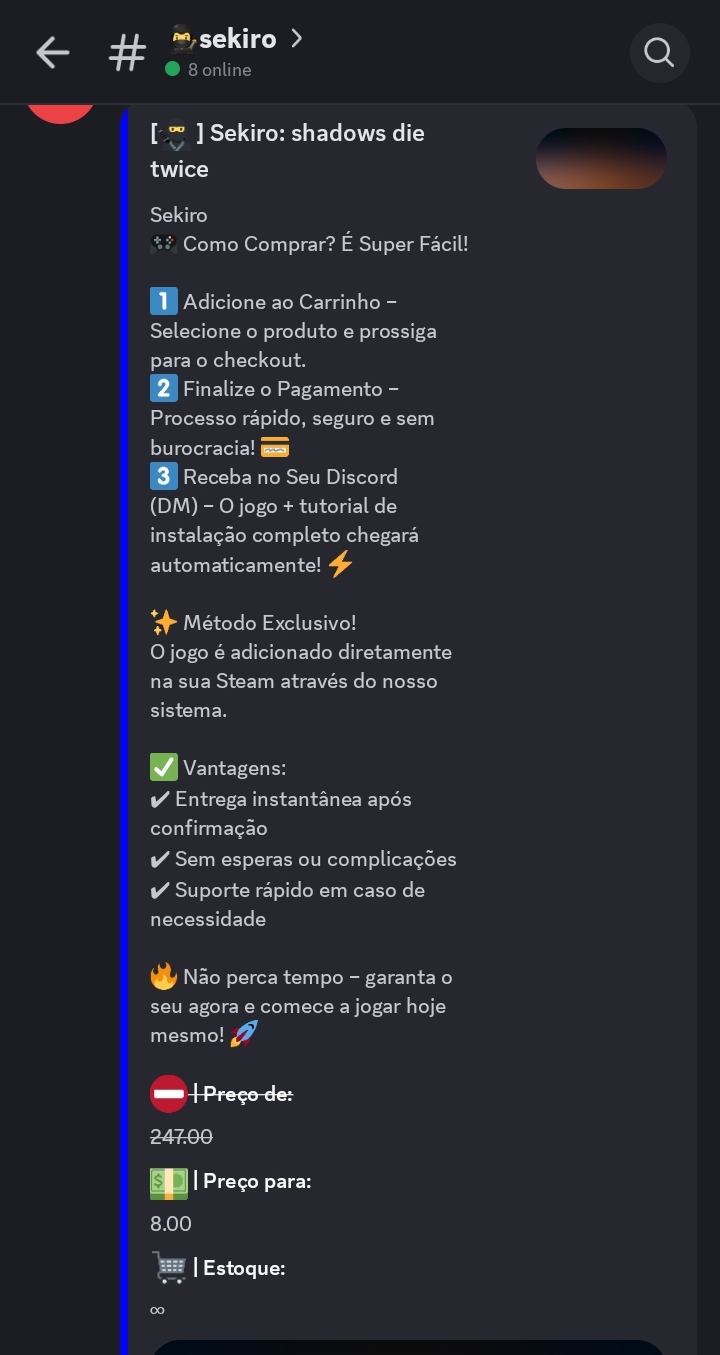 sekiro
8 online
[🥷] Sekiro: shadows die
twice
Sekiro
🎮 Como Comprar? É Super Fácil!
1️⃣ Adicione ao Carrinho –
Selecione o produto e prossiga
para o checkout.
2️⃣ Finalize o Pagamento –
Processo rápido, seguro e sem
burocracia! 💳
3️⃣ Receba no Seu Discord
(DM) – O jogo + tutorial de
instalação completo chegará
automaticamente! ⚡
✨ Método Exclusivo!
O jogo é adicionado diretamente
na sua Steam através do nosso
sistema.
✅ Vantagens:
✔ Entrega instantânea após
confirmação
✔ Sem esperas ou complicações
✔ Suporte rápido em caso de
necessidade
🔥 Não perca tempo – garanta o
seu agora e comece a jogar hoje
mesmo! 🚀
⛔ | Preço de:
247.00
💵 | Preço para:
8.00
🛒 | Estoque:
∞